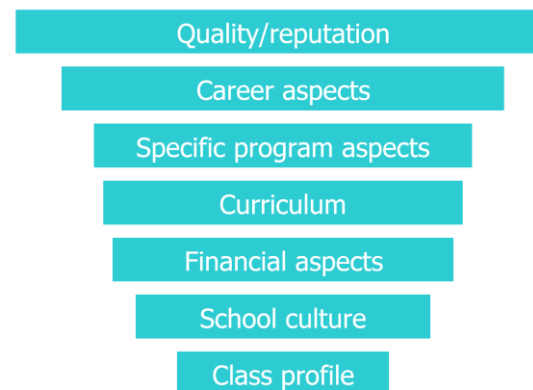 Quality/reputation
Career aspects
Specific program aspects
Curriculum
Financial aspects
School culture
Class profile